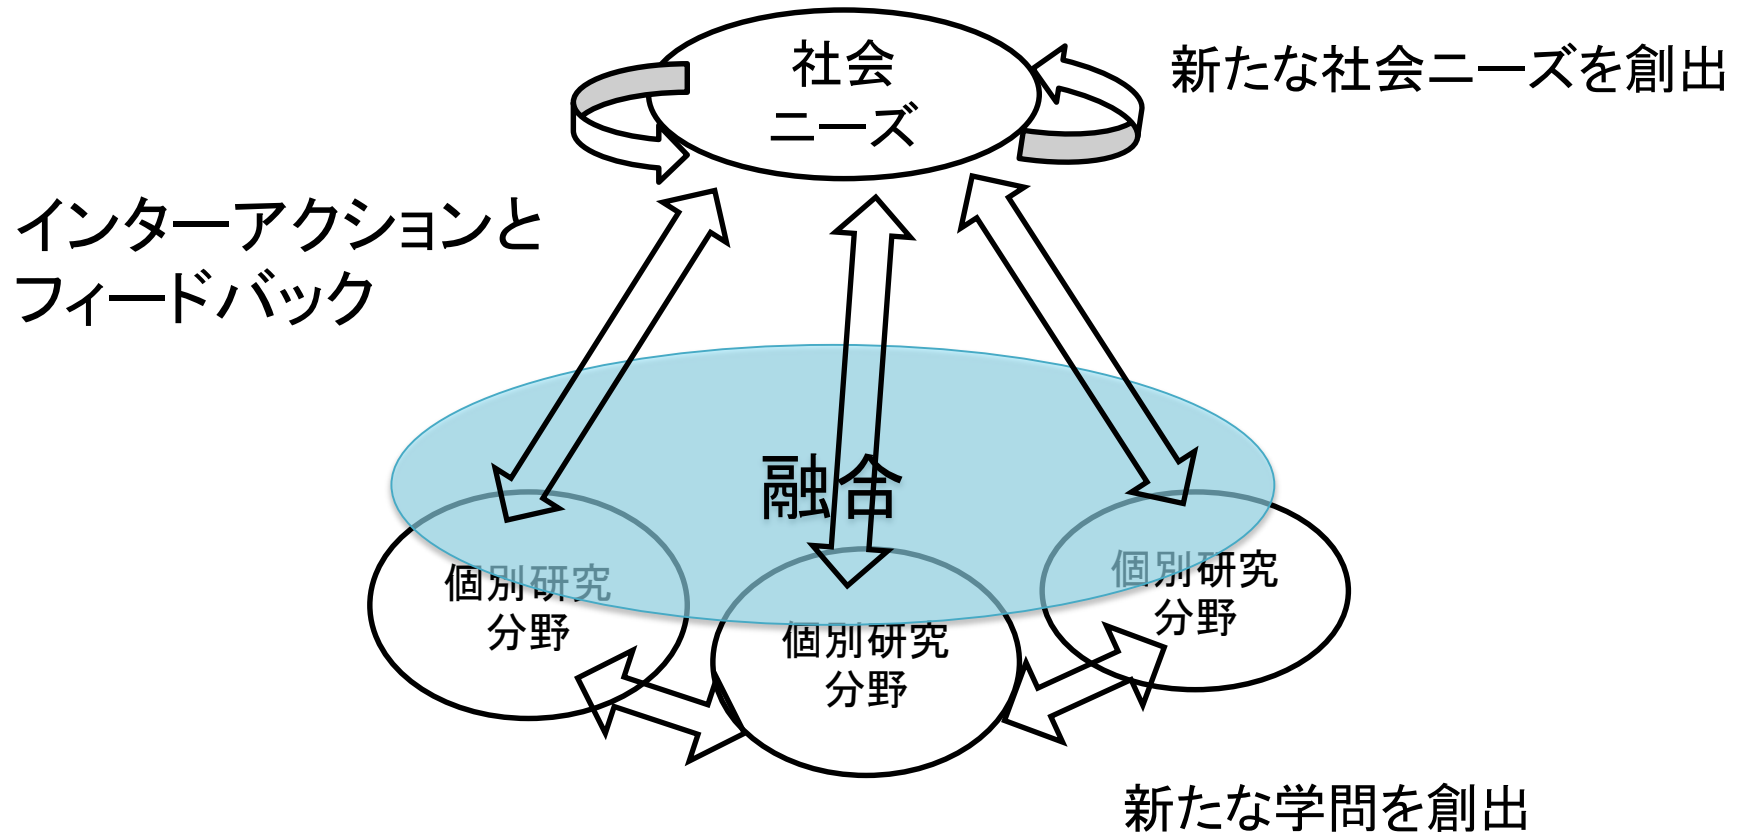 社会
ニーズ
新たな社会ニーズを創出
インターアクションと
フィードバック
融合
個別研究
分野
個別研究
分野
個別研究
分野
新たな学問を創出